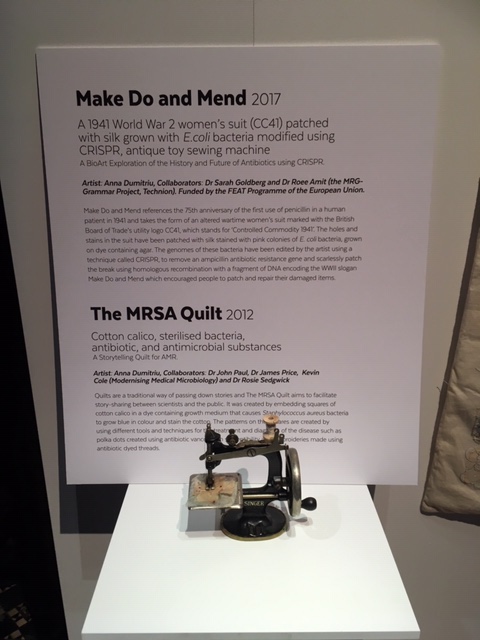 Make Do and Mend 2017
A 1941 World War 2 women's suit (CC41) patched
with silk grown with E.coli bacteria modified using
CRISPR, antique toy sewing machine
A BioArt Exploration of the History and Future of Antibiotics using CRISPR.
Artist: Anna Dumitriu, Collaborators: Dr Sarah Goldberg and Dr Roee Amit (the MRG-
Grammar Project, Technion). Funded by the FEAT Programme of the European Union.
Make Do and Mend references the 75th anniversary of the first use of penicillin in a human
patient in 1941 and takes the form of an altered wartime women's suit marked with the British
Board of Trade's utility logo CC41, which stands for 'Controlled Commodity 1941'. The holes and
stains in the suit have been patched with silk stained with pink colonies of E. coli bacteria, grown
on dye containing agar. The genomes of these bacteria have been edited by the artist using a
technique called CRISPR, to remove an ampicillin antibiotic resistance gene and scarlessly patch
the break using homologous recombination with a fragment of DNA encoding the WWII slogan
Make Do and Mend which encouraged people to patch and repair their damaged items.
The MRSA Quilt 2012
Cotton calico, sterilised bacteria,
antibiotic, and antimicrobial substances
A Storytelling Quilt for AMR.
Artist: Anna Dumitriu, Collaborators: Dr John Paul, Dr James Price, Kevin
Cole (Modernising Medical Microbiology) and Dr Rosie Sedgwick
Quilts are a traditional way of passing down stories and The MRSA Quilt aims to facilitate
story-sharing between scientists and the public. It was created by embedding squares of
cotton calico in a dye containing growth medium that causes Staphylococcus aureus bacteria
to grow blue in colour and stain the cotton. The patterns on the squares are created by
using different tools and techniques for treatment and of the disease such as
polka dots created using antibiotic made using
antibiotic dyed threads.
SINGER